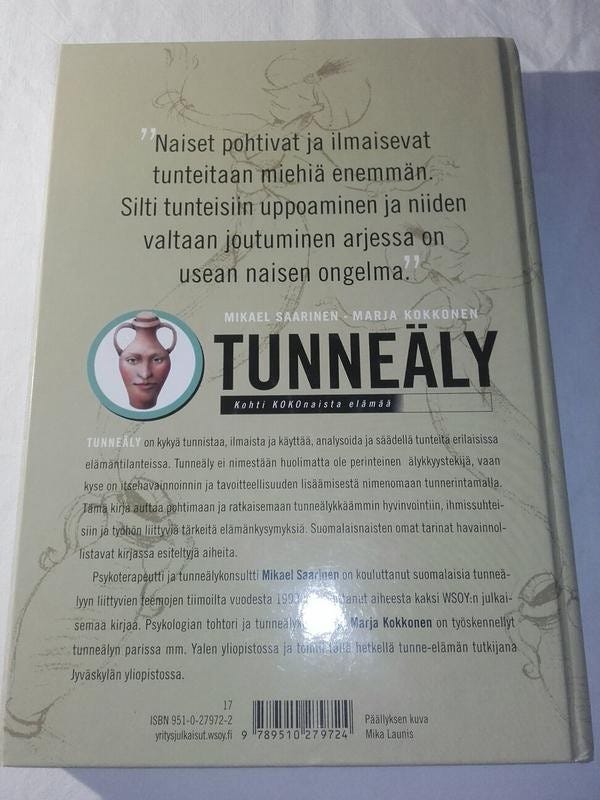 ”Naiset pohtivat ja ilmaisevat
tunteitaan miehiä enemmän.
Silti tunteisiin uppoaminen ja niiden
valtaan joutuminen arjessa on
usean naisen ongelma.”
MIKAEL SAARINEN - MARJA KOKKONEN
TUNNEÄLY
Kohti KOKOnaista elämää
TUNNEÄLY on kykyä tunnistaa, ilmaista ja käyttää, analysoida ja säädellä tunteita erilaisissa
elämäntilanteissa. Tunneäly ei nimestään huolimatta ole perinteinen älykkyystekijä, vaan
kyse on itsehavainnoinnin ja tavoitteellisuuden lisäämisestä nimenomaan tunnerintamalla.
Tämä kirja auttaa pohtimaan ja ratkaisemaan tunneälykkäämmin hyvinvointiin, ihmissuhtei-
siin ja työhön liittyviä tärkeitä elämänkysymyksiä. Suomalaisnaisten omat tarinat havainnol-
listavat kirjassa esiteltyjä aiheita.
Psykoterapeutti ja tunneälykonsultti Mikael Saarinen on kouluttanut suomalaisia tunneä-
lyyn liittyvien teemojen tiimoilta vuodesta aiheesta kaksi WSOY:n julkai-
semaa kirjaa. Psykologian tohtori ja Marja Kokkonen on työskennellyt
tunneälyn parissa mm. Yalen yliopistossa ja tällä hetkellä tunne-elämän tutkijana
Jyväskylän yliopistossa.
17
ISBN 951-0-27972-2
yritysjulkaisut.wsoy.fi
9 789510 279724
Päällyksen kuva
Mika Launis